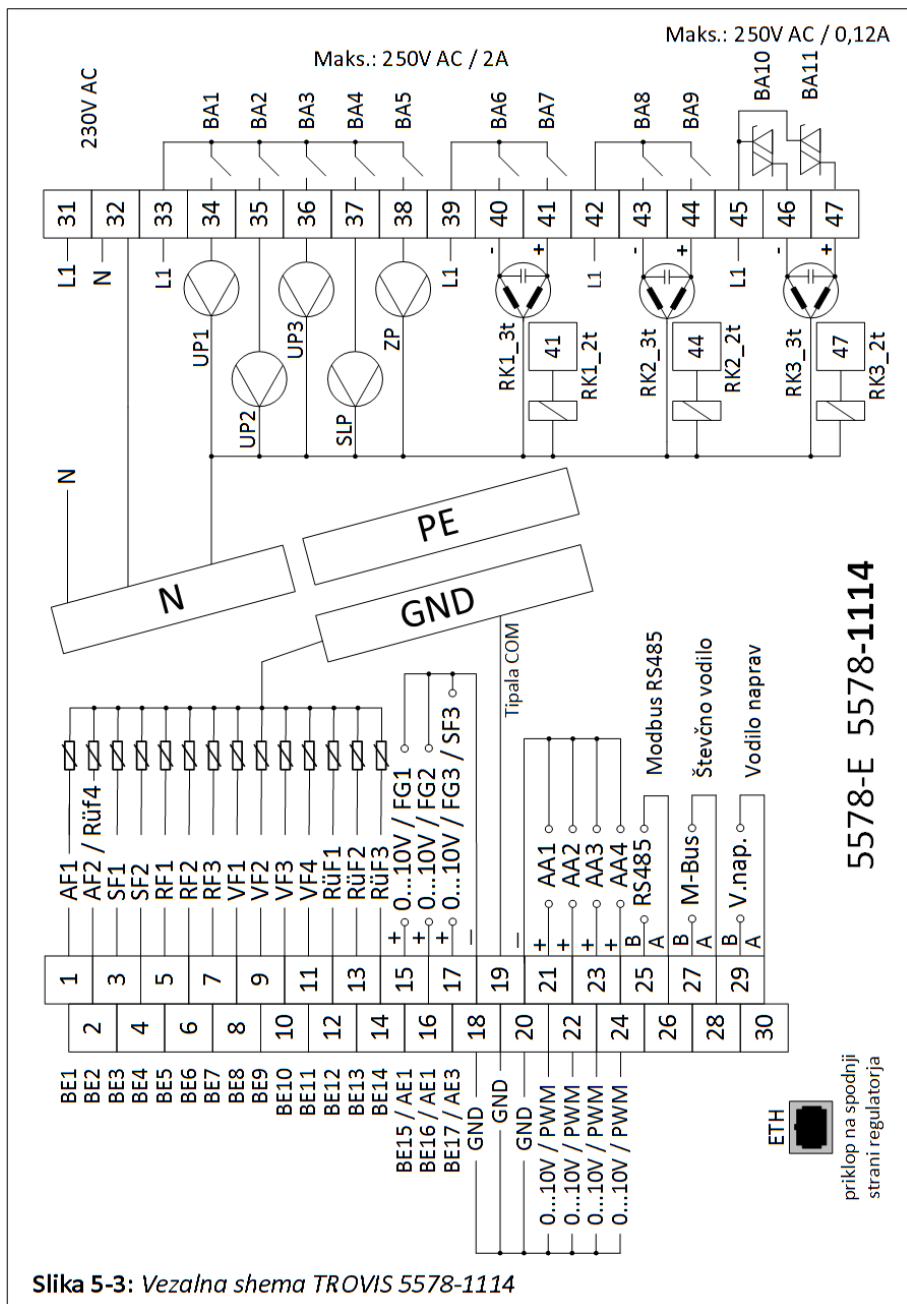 Maks.: 250V AC / 2A
Maks.: 250V AC / 0,12A
230V AC
BA1
BA2
BA3
BA4
BA5
BA6
BA7
BA8
BA9
BA10
BA11
31
32
33
34
35
36
37
38
39
40
41
42
43
44
45
46
47
L1
N
L1
L1
-
+
L1
-
+
L1
-
+
UP1
UP2
UP3
SLP
ZP
RK1_3t
41
RK1_2t
RK2_3t
44
RK2_2t
RK3_3t
47
RK3_2t
N
N
PE
GND
Tipala COM
AF1
AF2 / Rüf4
SF1
SF2
RF1
RF2
RF3
VF1
VF2
VF3
VF4
RüF1
RüF2
RüF3
+ 0...10V / FG1
+ 0...10V / FG2
+ 0...10V / FG3 / SF3
–
–
+ AA1
+ AA2
+ AA3
+ AA4
B RS485
A Modbus RS485
B M-Bus
A Števčno vodilo
B V.nap.
A Vodilo naprav
1
2
3
4
5
6
7
8
9
10
11
12
13
14
15
16
17
18
19
20
21
22
23
24
25
26
27
28
29
30
BE1
BE2
BE3
BE4
BE5
BE6
BE7
BE8
BE9
BE10
BE11
BE12
BE13
BE14
BE15 / AE1
BE16 / AE1
BE17 / AE3
GND
GND
GND
0...10V / PWM
0...10V / PWM
0...10V / PWM
0...10V / PWM
5578-E 5578-1114
ETH
priklop na spodnji
strani regulatorja
Slika 5-3: Vezalna shema TROVIS 5578-1114